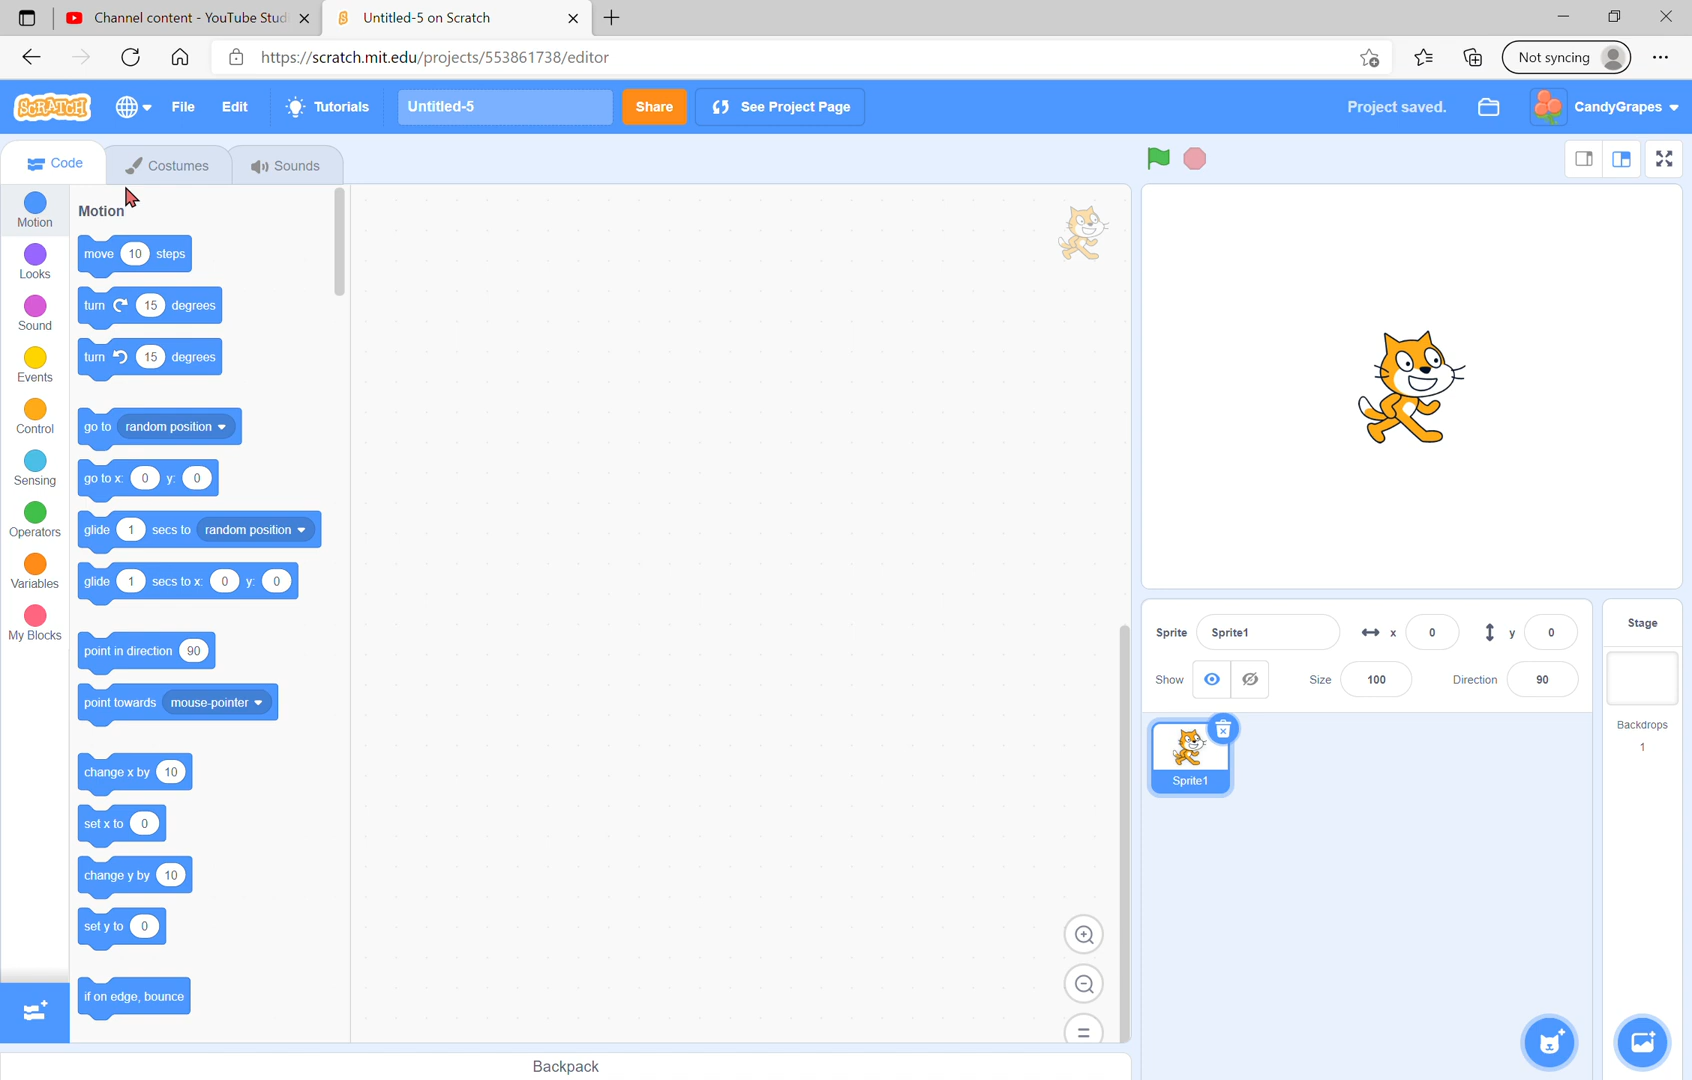 Channel content - YouTube Studi
Untitled-5 on Scratch
https://scratch.mit.edu/projects/553861738/editor
Not syncing
SCRATCH
File
Edit
Tutorials
Untitled-5
Share
See Project Page
Project saved.
CandyGrapes
Code
Costumes
Sounds
Motion
Looks
Sound
Events
Control
Sensing
Operators
Variables
My Blocks
Motion
move 10 steps
turn 15 degrees
turn 15 degrees
go to random position
go to x: 0 y: 0
glide 1 secs to random position
glide 1 secs to x: 0 y: 0
point in direction 90
point towards mouse-pointer
change x by 10
set x to 0
change y by 10
set y to 0
if on edge, bounce
Backpack
Sprite Sprite1 x 0 y 0
Show Size 100 Direction 90
Sprite1
Stage
Backdrops
1